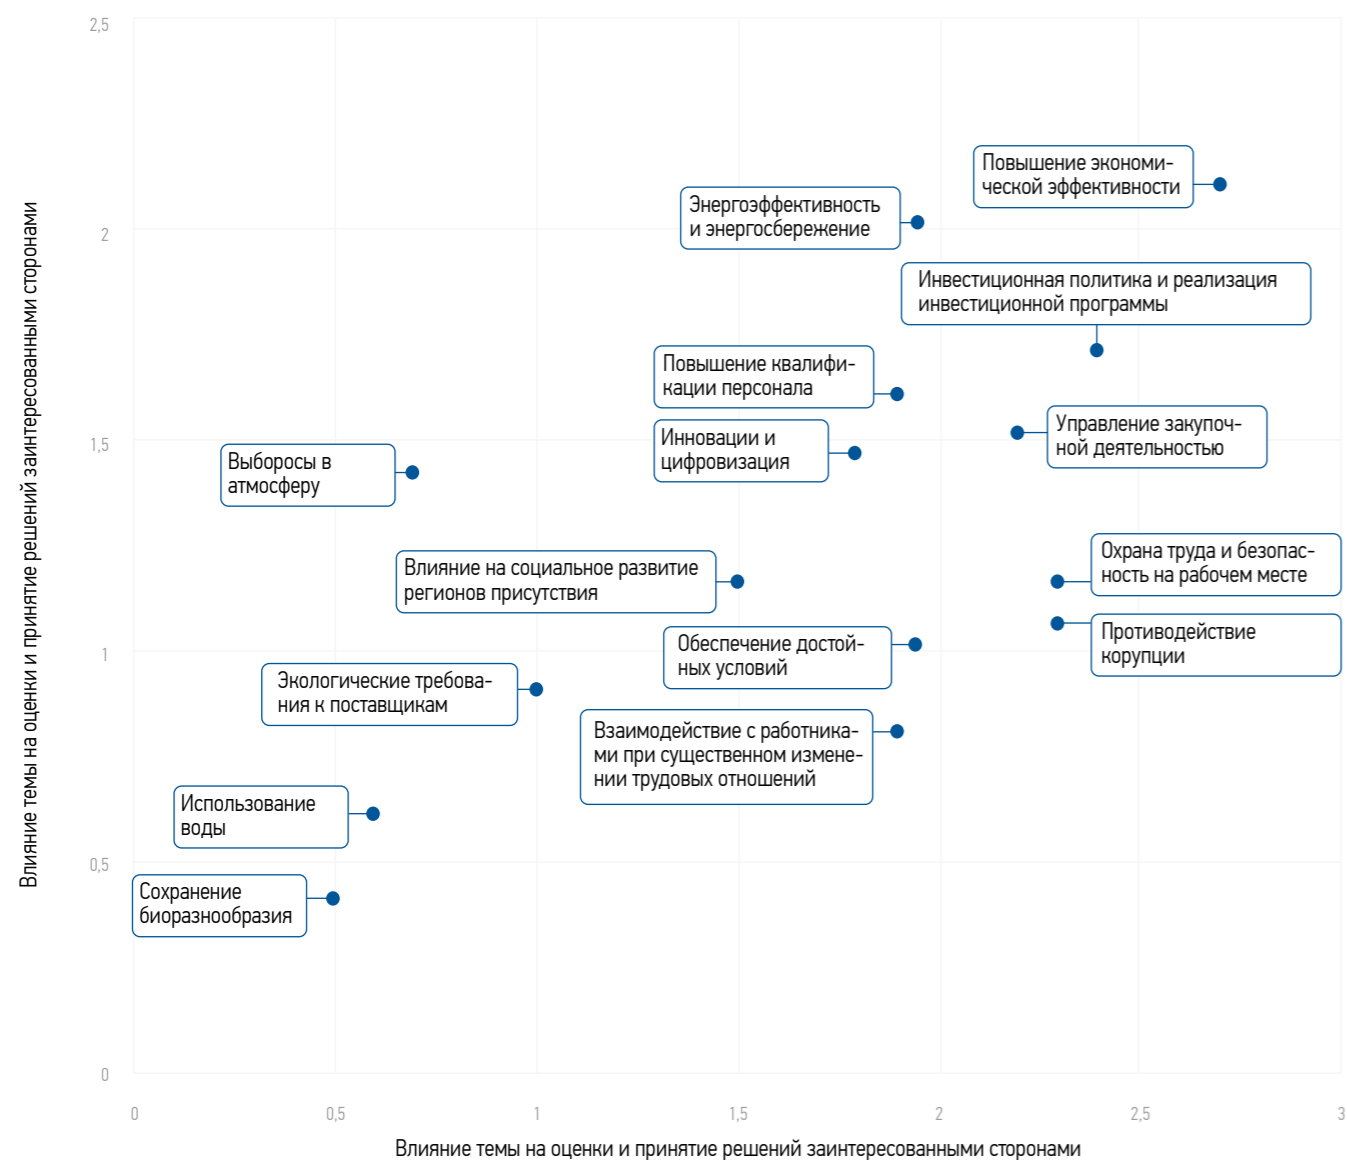 2,5
Повышение экономи-
ческой эффективности
Энергоэффективность
и энергосбережение
2
Инвестиционная политика и реализация
инвестиционной программы
Повышение квалифи-
кации персонала
Управление закупоч-
ной деятельностью
Инновации и
цифровизация
1,5
Выборосы в
атмосферу
Охрана труда и безопас-
ность на рабочем месте
Влияние на социальное развитие
регионов присутствия
Противодействие
корупции
Обеспечение достой-
ных условий
1
Экологические требова-
ния к поставщикам
Взаимодействие с работника-
ми при существенном измене-
нии трудовых отношений
Использование
воды
0,5
Сохранение
биоразнообразия
0
Влияние темы на оценки и принятие решений заинтересованными сторонами
0 0,5 1 1,5 2 2,5 3
Влияние темы на оценки и принятие решений заинтересованными сторонами